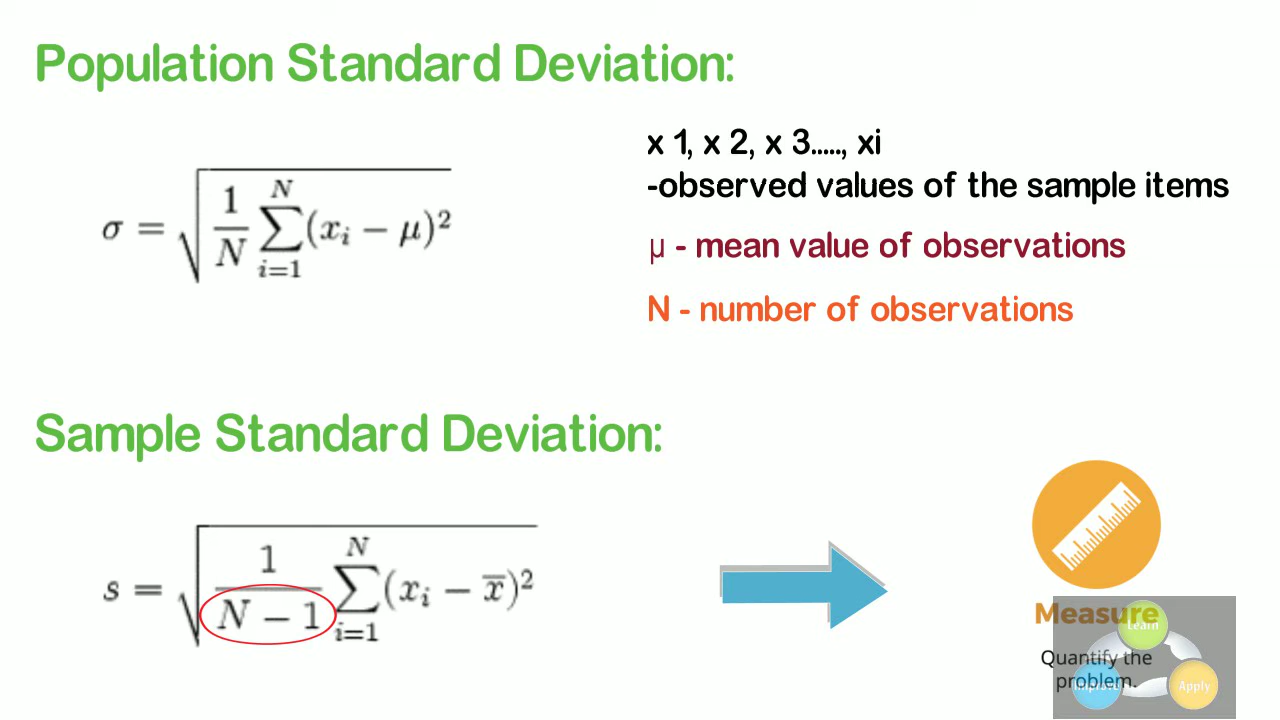 Population Standard Deviation:
x 1, x 2, x 3....., xi
-observed values of the sample items
σ = √(1/N ∑_{i=1}^{N} (x_i − μ)²)
µ - mean value of observations
N - number of observations
Sample Standard Deviation:
s = √(1/(N − 1) ∑_{i=1}^{N} (x_i − x̄)²)
Measure
Learn
Quantify the
problem.
Improve
Apply